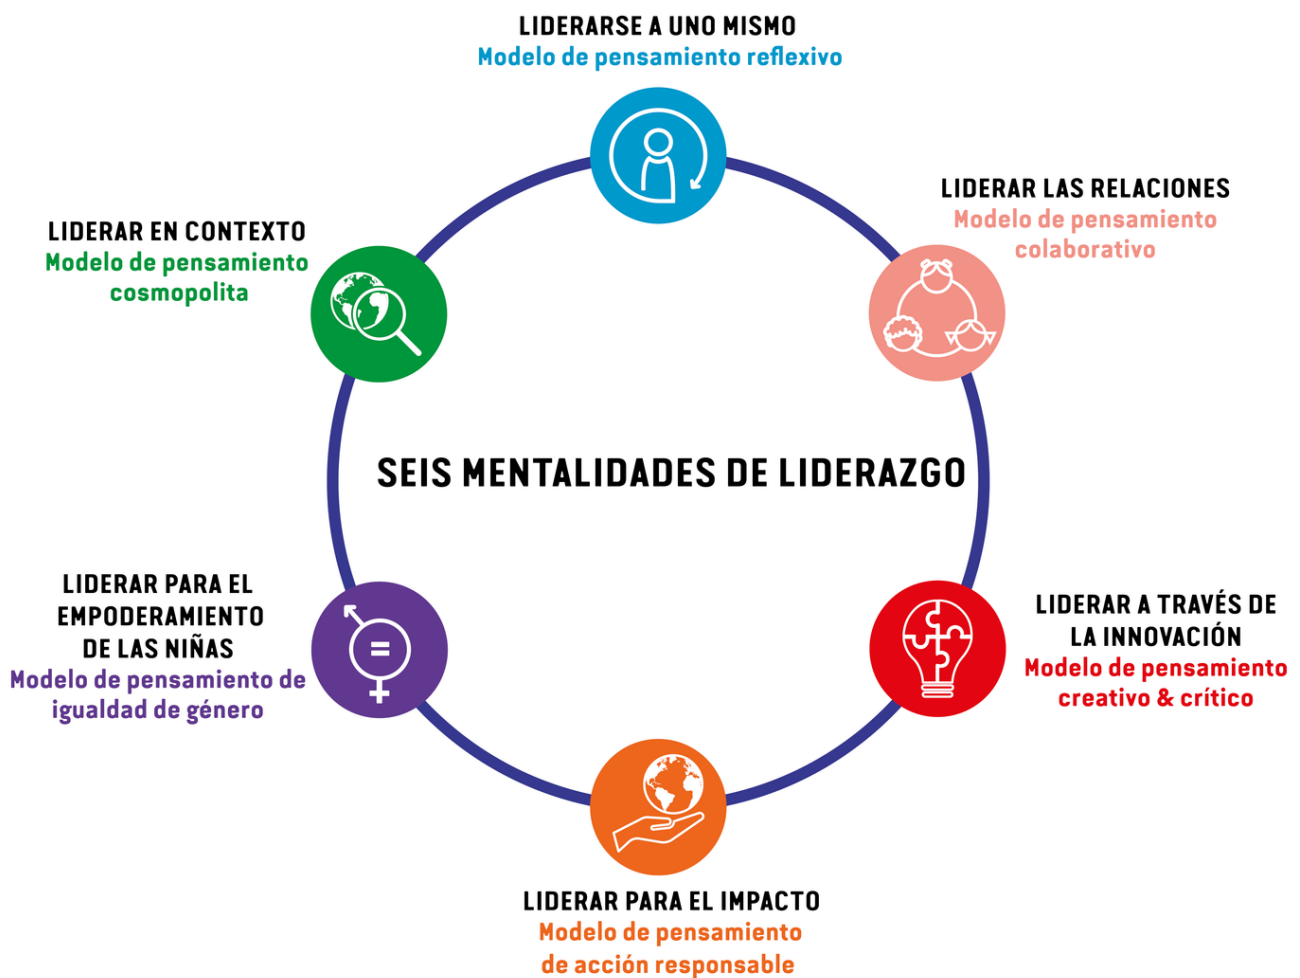 LIDERARSE A UNO MISMO
Modelo de pensamiento reflexivo
LIDERAR LAS RELACIONES
Modelo de pensamiento
colaborativo
LIDERAR EN CONTEXTO
Modelo de pensamiento
cosmopolita
SEIS MENTALIDADES DE LIDERAZGO
LIDERAR PARA EL
EMPODERAMIENTO
DE LAS NIÑAS
Modelo de pensamiento de
igualdad de género
LIDERAR A TRAVÉS DE
LA INNOVACIÓN
Modelo de pensamiento
creativo & crítico
LIDERAR PARA EL IMPACTO
Modelo de pensamiento
de acción responsable